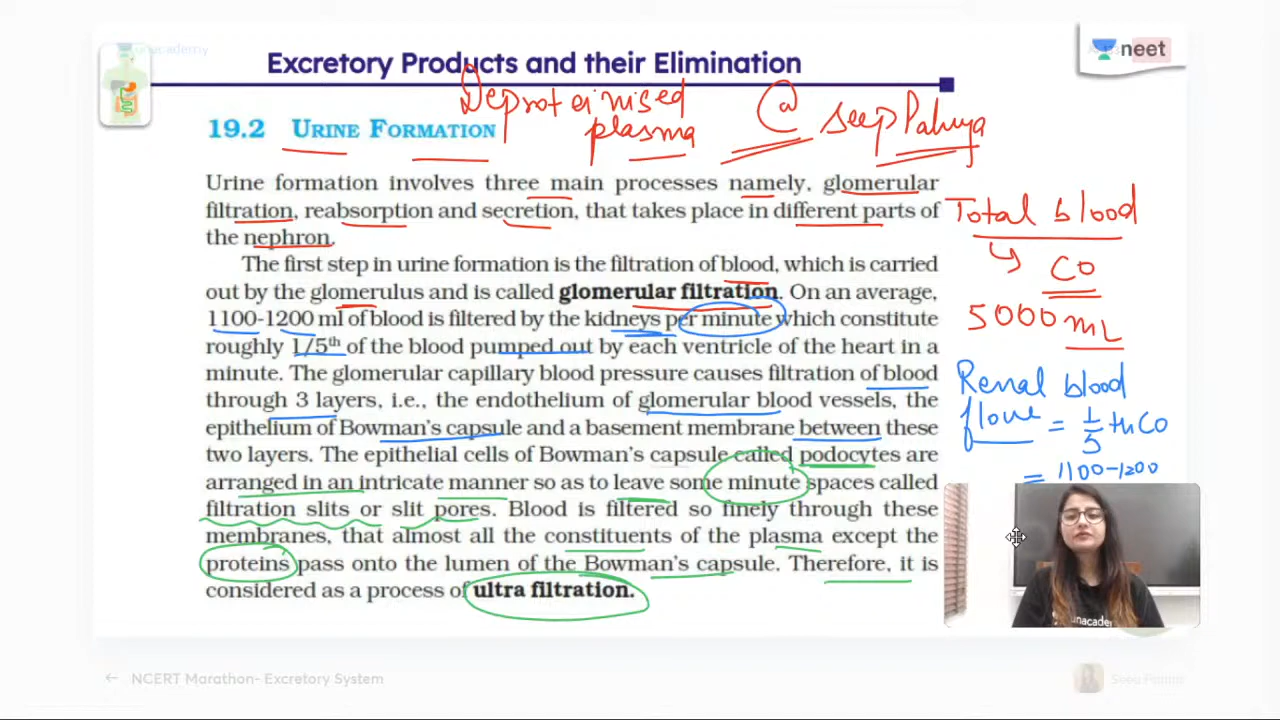 unacademy
Excretory Products and their Elimination
neet
Deproteinised
plasma
@ seep Pahuja
19.2 URINE FORMATION
Urine formation involves three main processes namely, glomerular
filtration, reabsorption and secretion, that takes place in different parts of
the nephron.
The first step in urine formation is the filtration of blood, which is carried
out by the glomerulus and is called glomerular filtration. On an average,
1100-1200 ml of blood is filtered by the kidneys per minute which constitute
roughly 1/5th of the blood pumped out by each ventricle of the heart in a
minute. The glomerular capillary blood pressure causes filtration of blood
through 3 layers, i.e., the endothelium of glomerular blood vessels, the
epithelium of Bowman's capsule and a basement membrane between these
two layers. The epithelial cells of Bowman's capsule called podocytes are
arranged in an intricate manner so as to leave some minute spaces called
filtration slits or slit pores. Blood is filtered so finely through these
membranes, that almost all the constituents of the plasma except the
proteins pass onto the lumen of the Bowman's capsule. Therefore, it is
considered as a process of ultra filtration.
Total blood
↳ CO
5000 mL
Renal blood
= 1/5 th CO
= 1100-1200
unacademy
← NCERT Marathon- Excretory System
Seep Pahuja